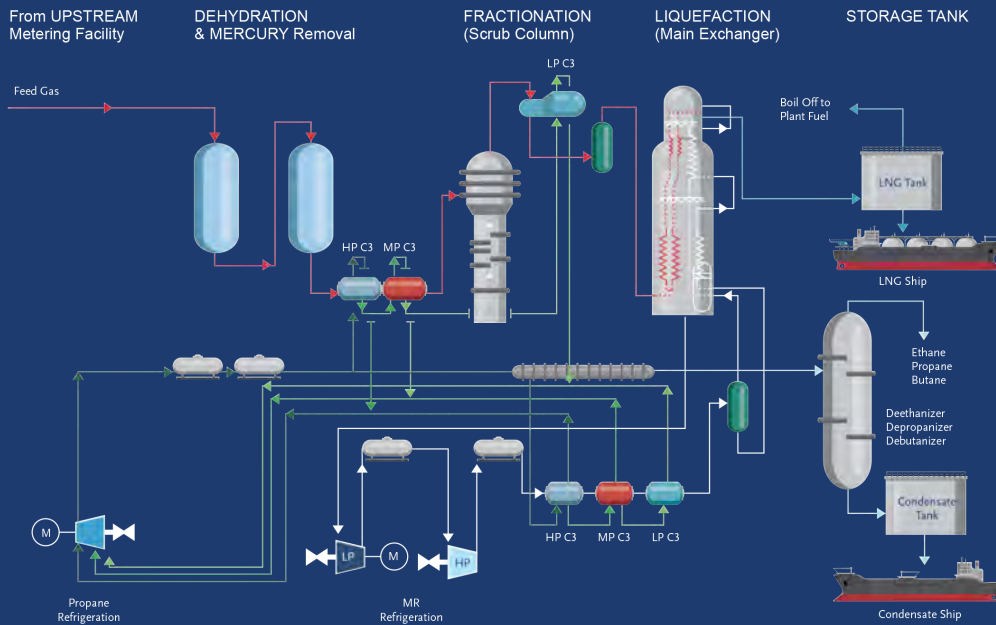 From UPSTREAM
Metering Facility
DEHYDRATION
& MERCURY Removal
FRACTIONATION
(Scrub Column)
LIQUEFACTION
(Main Exchanger)
STORAGE TANK
LP C3
Feed Gas
Boil Off to
Plant Fuel
LNG Tank
HP C3
MP C3
LNG Ship
Ethane
Propane
Butane
Deethanizer
Depropanizer
Debutanizer
Condensate
Tank
M
LP
M
HP
HP C3
MP C3
LP C3
Propane
Refrigeration
MR
Refrigeration
Condensate Ship